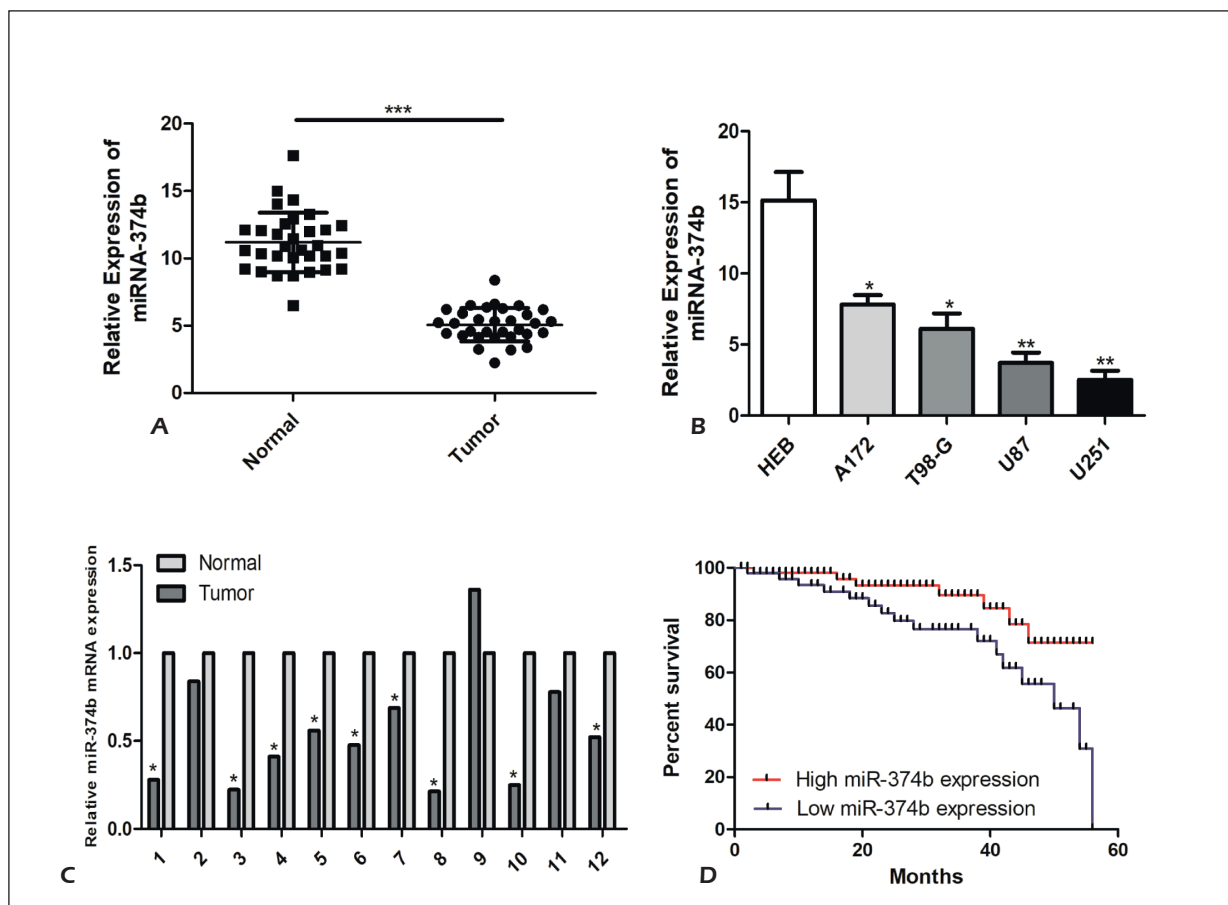 ***
Relative Expression of
miRNA-374b
20
15
10
5
0
Normal
Tumor
A
Relative Expression of
miRNA-374b
20
15
10
5
0
*
*
**
**
HEB
A172
T98-G
U87
U251
B
Relative miR-374b mRNA expression
Normal
Tumor
1.5
1.0
0.5
0.0
*
*
*
*
*
*
*
*
*
1
2
3
4
5
6
7
8
9
10
11
12
C
Percent survival
100
80
60
40
20
0
High miR-374b expression
Low miR-374b expression
0
20
40
60
Months
D